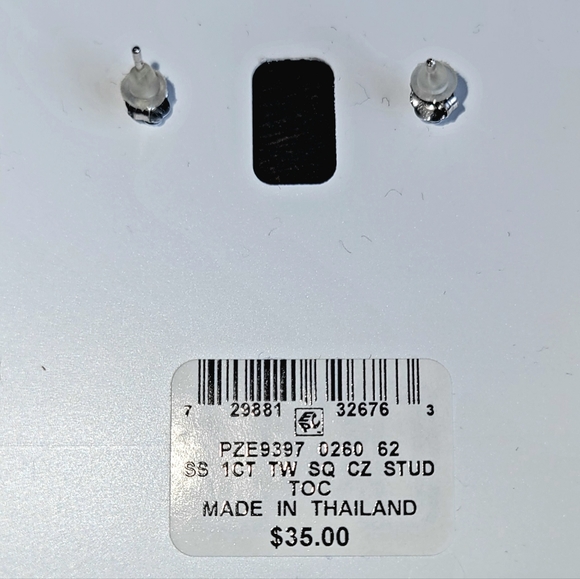 7 29881 32676 3
PZE9397 0260 62
SS 1CT TW SQ CZ STUD
TOC
MADE IN THAILAND
$35.00